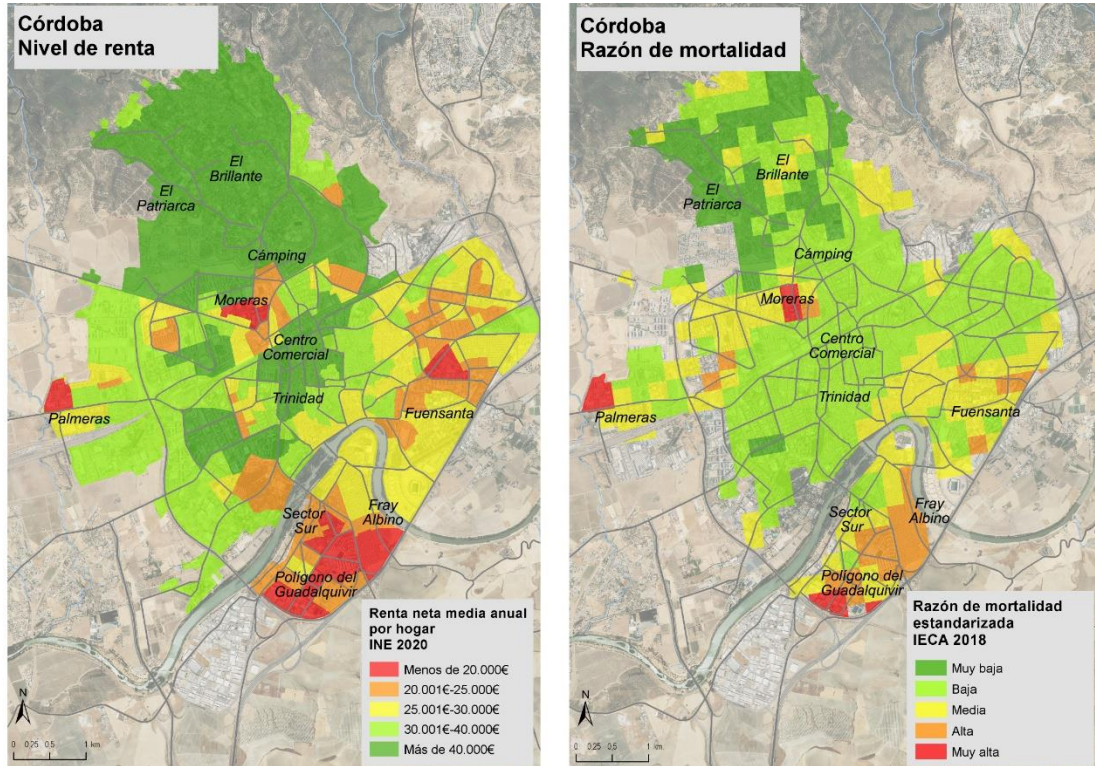 Córdoba
Nivel de renta
El
Brillante
El
Patriarca
Cámping
Moreras
Centro
Comercial
Trinidad
Palmeras
Fuensanta
Sector
Sur
Fray
Albino
Polígono del
Guadalquivir
Renta neta media anual
por hogar
INE 2020
Menos de 20.000€
20.001€-25.000€
25.001€-30.000€
30.001€-40.000€
Más de 40.000€
N
0 0,25 0,5 1 km.
Córdoba
Razón de mortalidad
El
Brillante
El
Patriarca
Cámping
Moreras
Centro
Comercial
Trinidad
Palmeras
Fuensanta
Sector
Sur
Fray
Albino
Polígono del
Guadalquivir
Razón de mortalidad
estandarizada
IECA 2018
Muy baja
Baja
Media
Alta
Muy alta
N
0 0,25 0,5 1 km.